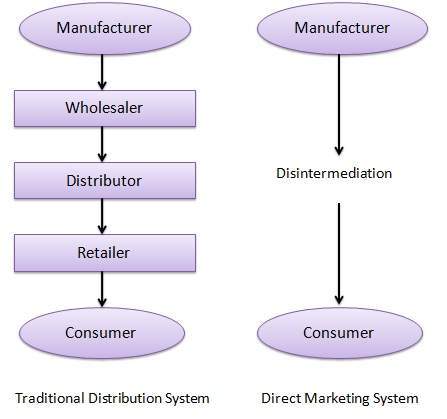 Manufacturer
Wholesaler
Distributor
Retailer
Consumer
Traditional Distribution System
Manufacturer
Disintermediation
Consumer
Direct Marketing System